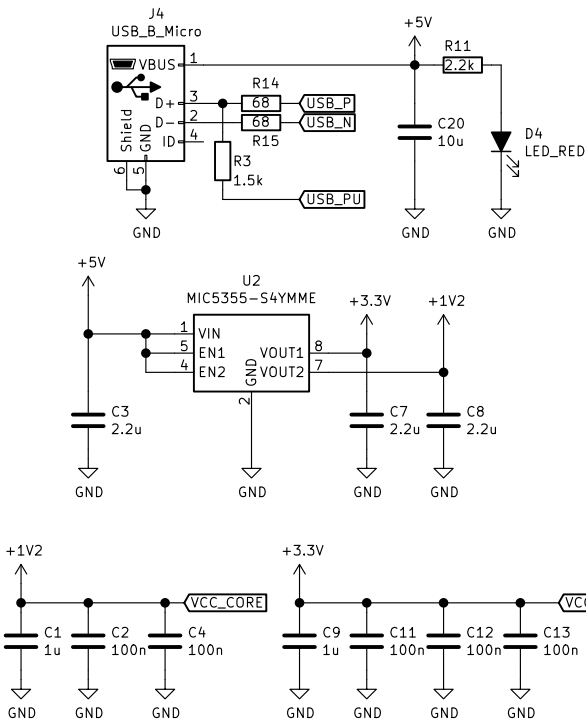 J4
USB_B_Micro
VBUS 1
D+ 3
D- 2
ID 4
Shield
GND
6
5
GND
R14
68
USB_P
68
USB_N
R15
R3
1.5k
USB_PU
+5V
R11
2.2k
C20
10u
D4
LED_RED
GND
GND
+5V
U2
MIC5355-S4YMME
1 VIN
5 EN1
4 EN2
GND
2
VOUT1 8
VOUT2 7
+3.3V
+1V2
C3
2.2u
C7
2.2u
C8
2.2u
GND
GND
GND
GND
+1V2
VCC_CORE
C1
1u
C2
100n
C4
100n
GND
GND
GND
+3.3V
VCC
C9
1u
C11
100n
C12
100n
C13
100n
GND
GND
GND
GND